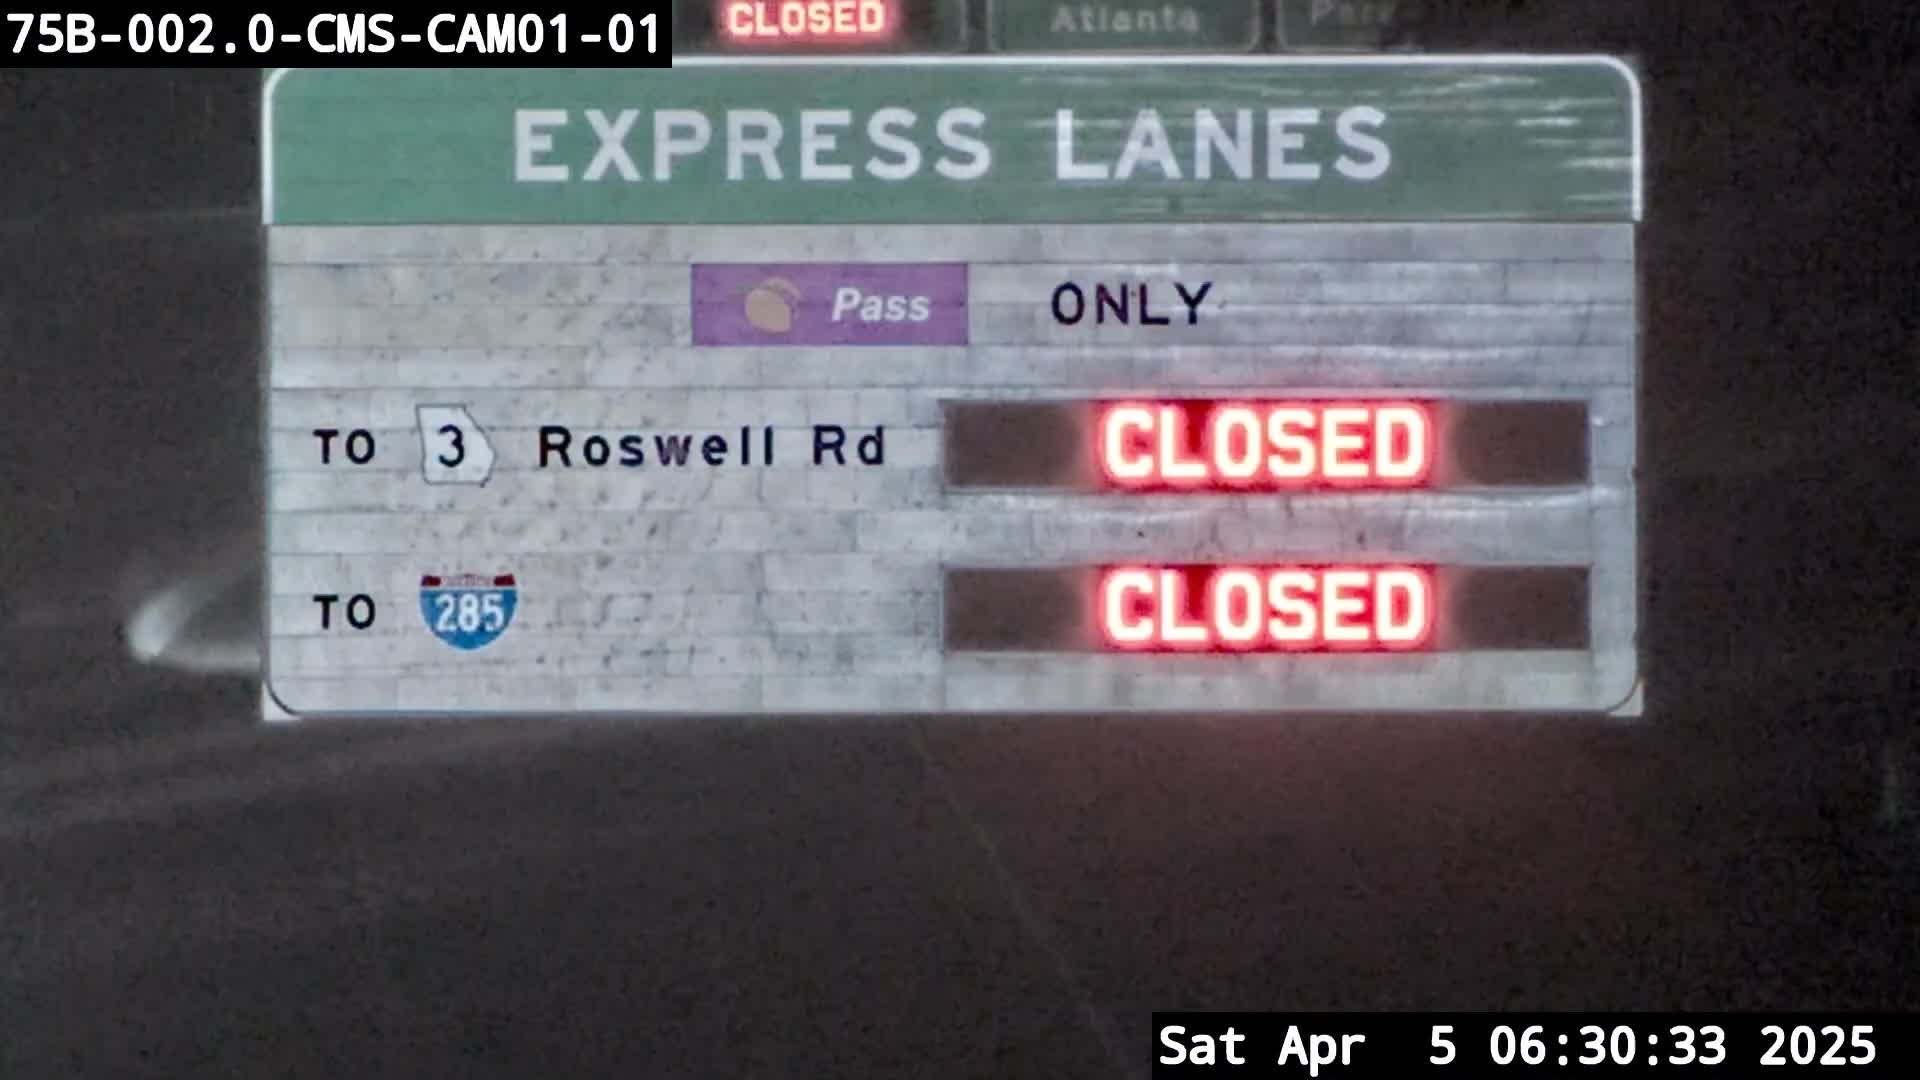 75B-002.0-CMS-CAM01-01
CLOSED
Atlanta
EXPRESS LANES
Pass ONLY
TO 3 Roswell Rd CLOSED
TO 285 CLOSED
Sat Apr 5 06:30:33 2025